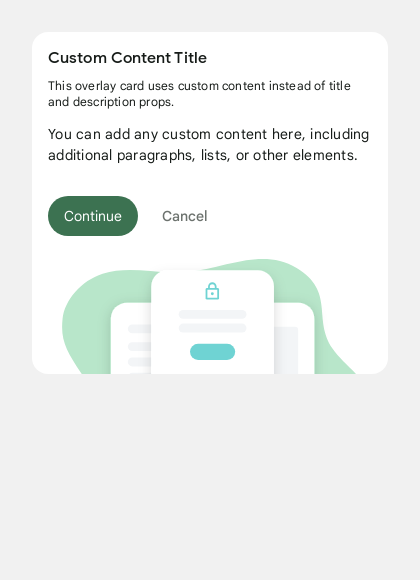 Custom Content Title
This overlay card uses custom content instead of title
and description props.
You can add any custom content here, including
additional paragraphs, lists, or other elements.
Continue
Cancel